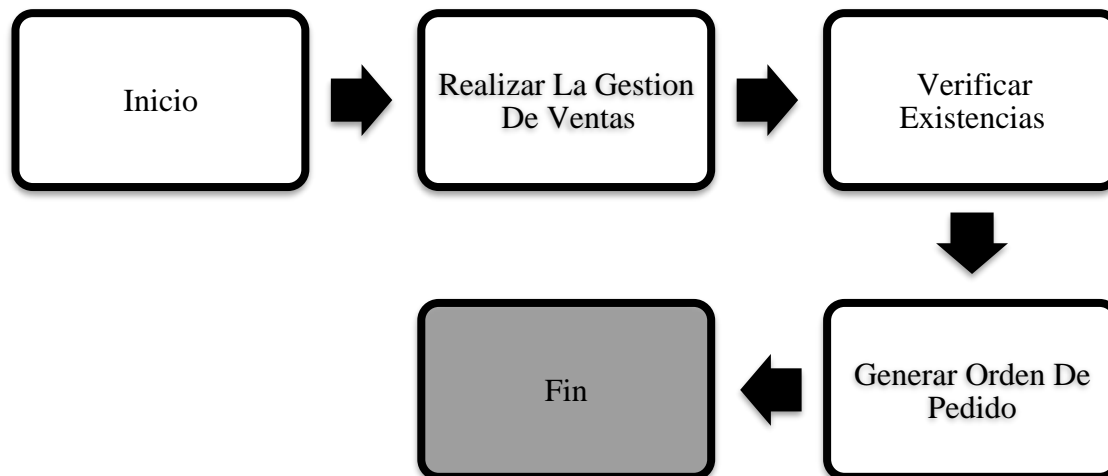 Inicio
Realizar La Gestion
De Ventas
Verificar
Existencias
Generar Orden De
Pedido
Fin